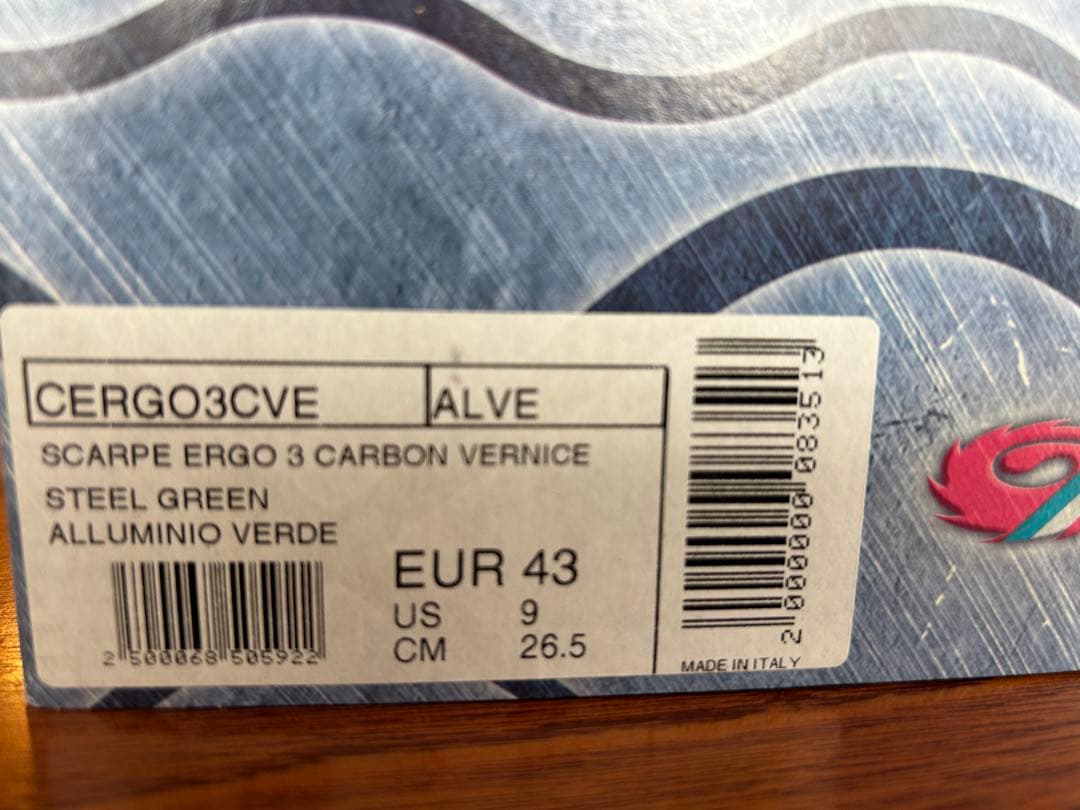 CERGO3CVE
ALVE
SCARPE ERGO 3 CARBON VERNICE
STEEL GREEN
ALLUMINIO VERDE
EUR 43
US 9
CM 26.5
2 500068 505922
2 000000 083513
MADE IN ITALY